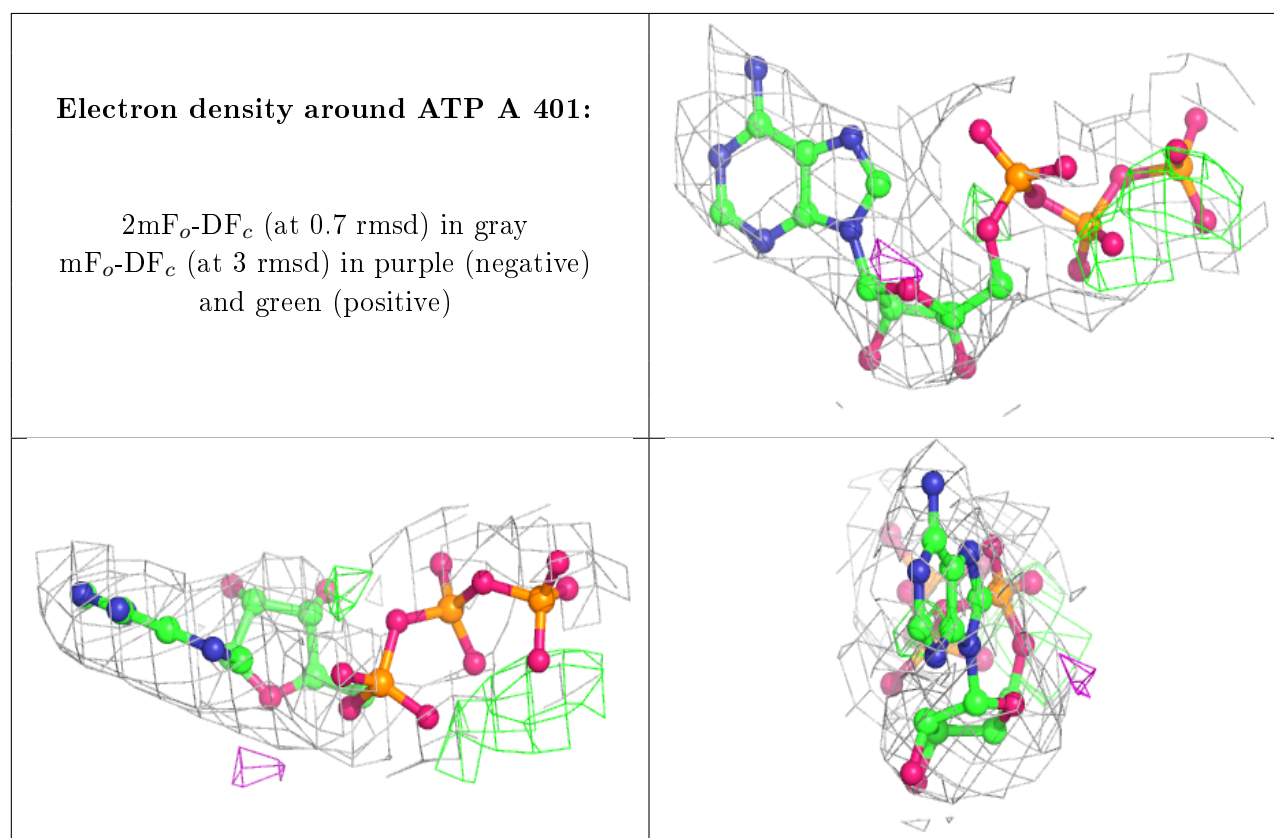 Electron density around ATP A 401:
2mFo-DFc (at 0.7 rmsd) in gray
mFo-DFc (at 3 rmsd) in purple (negative)
and green (positive)